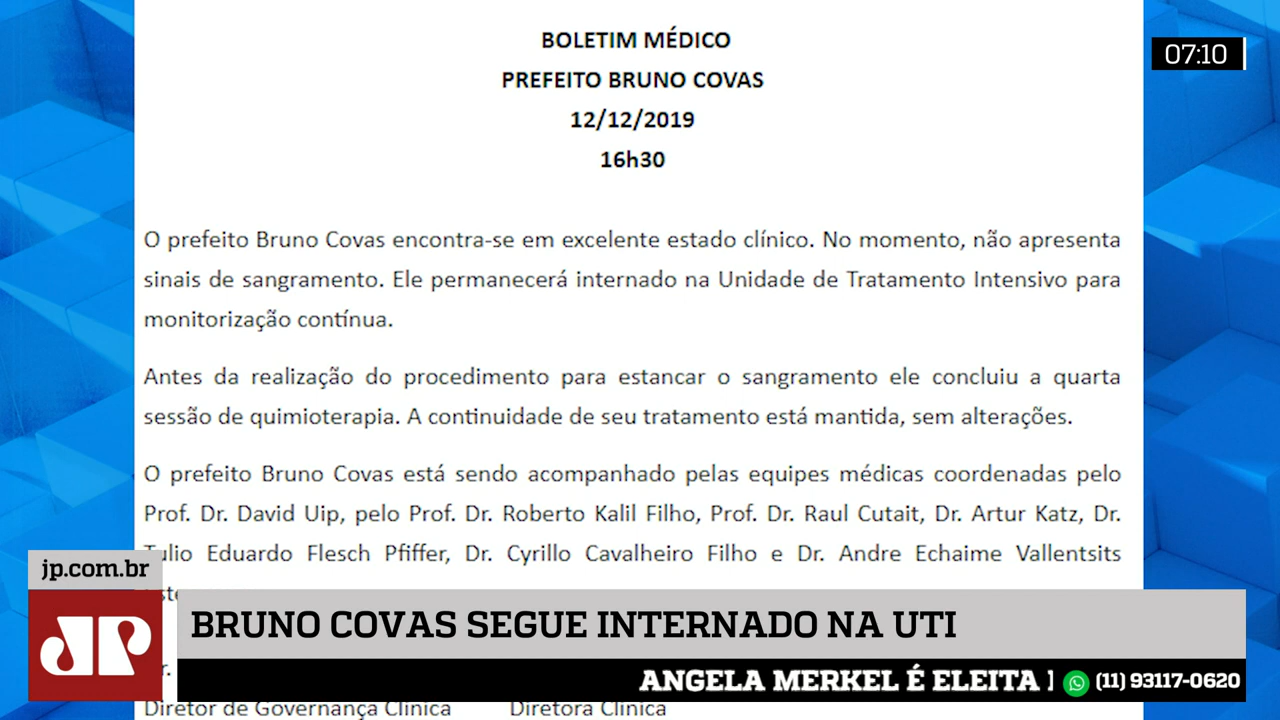 BOLETIM MÉDICO
PREFEITO BRUNO COVAS
12/12/2019
16h30
07:10
O prefeito Bruno Covas encontra-se em excelente estado clínico. No momento, não apresenta
sinais de sangramento. Ele permanecerá internado na Unidade de Tratamento Intensivo para
monitorização contínua.
Antes da realização do procedimento para estancar o sangramento ele concluiu a quarta
sessão de quimioterapia. A continuidade de seu tratamento está mantida, sem alterações.
O prefeito Bruno Covas está sendo acompanhado pelas equipes médicas coordenadas pelo
Prof. Dr. David Uip, pelo Prof. Dr. Roberto Kalil Filho, Prof. Dr. Raul Cutait, Dr. Artur Katz, Dr.
Tulio Eduardo Flesch Pfiffer, Dr. Cyrillo Cavalheiro Filho e Dr. Andre Echaime Vallentsits
jp.com.br
JP
BRUNO COVAS SEGUE INTERNADO NA UTI
ANGELA MERKEL É ELEITA
(11) 93117-0620
Diretor de Governança Clínica Diretora Clínica